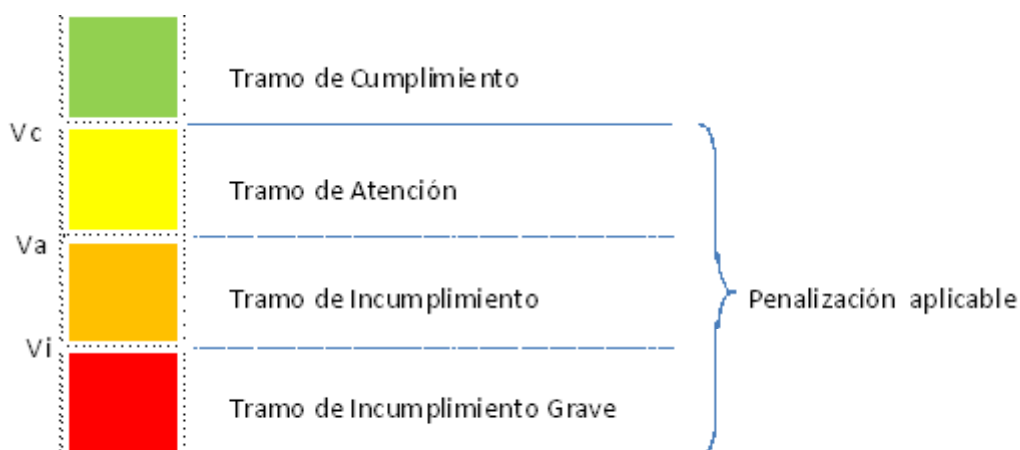 Tramo de Cumplimiento
Vc
Tramo de Atención
Va
Tramo de Incumplimiento
Penalización aplicable
Vi
Tramo de Incumplimiento Grave